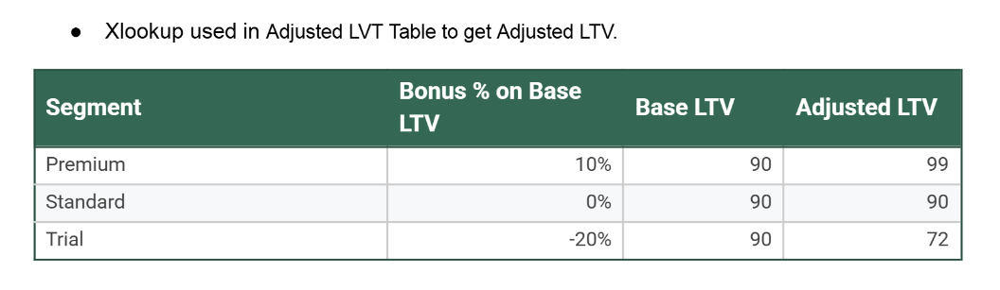 ● Xlookup used in Adjusted LVT Table to get Adjusted LTV.
Segment Bonus % on Base LTV Base LTV Adjusted LTV
Premium 10% 90 99
Standard 0% 90 90
Trial -20% 90 72